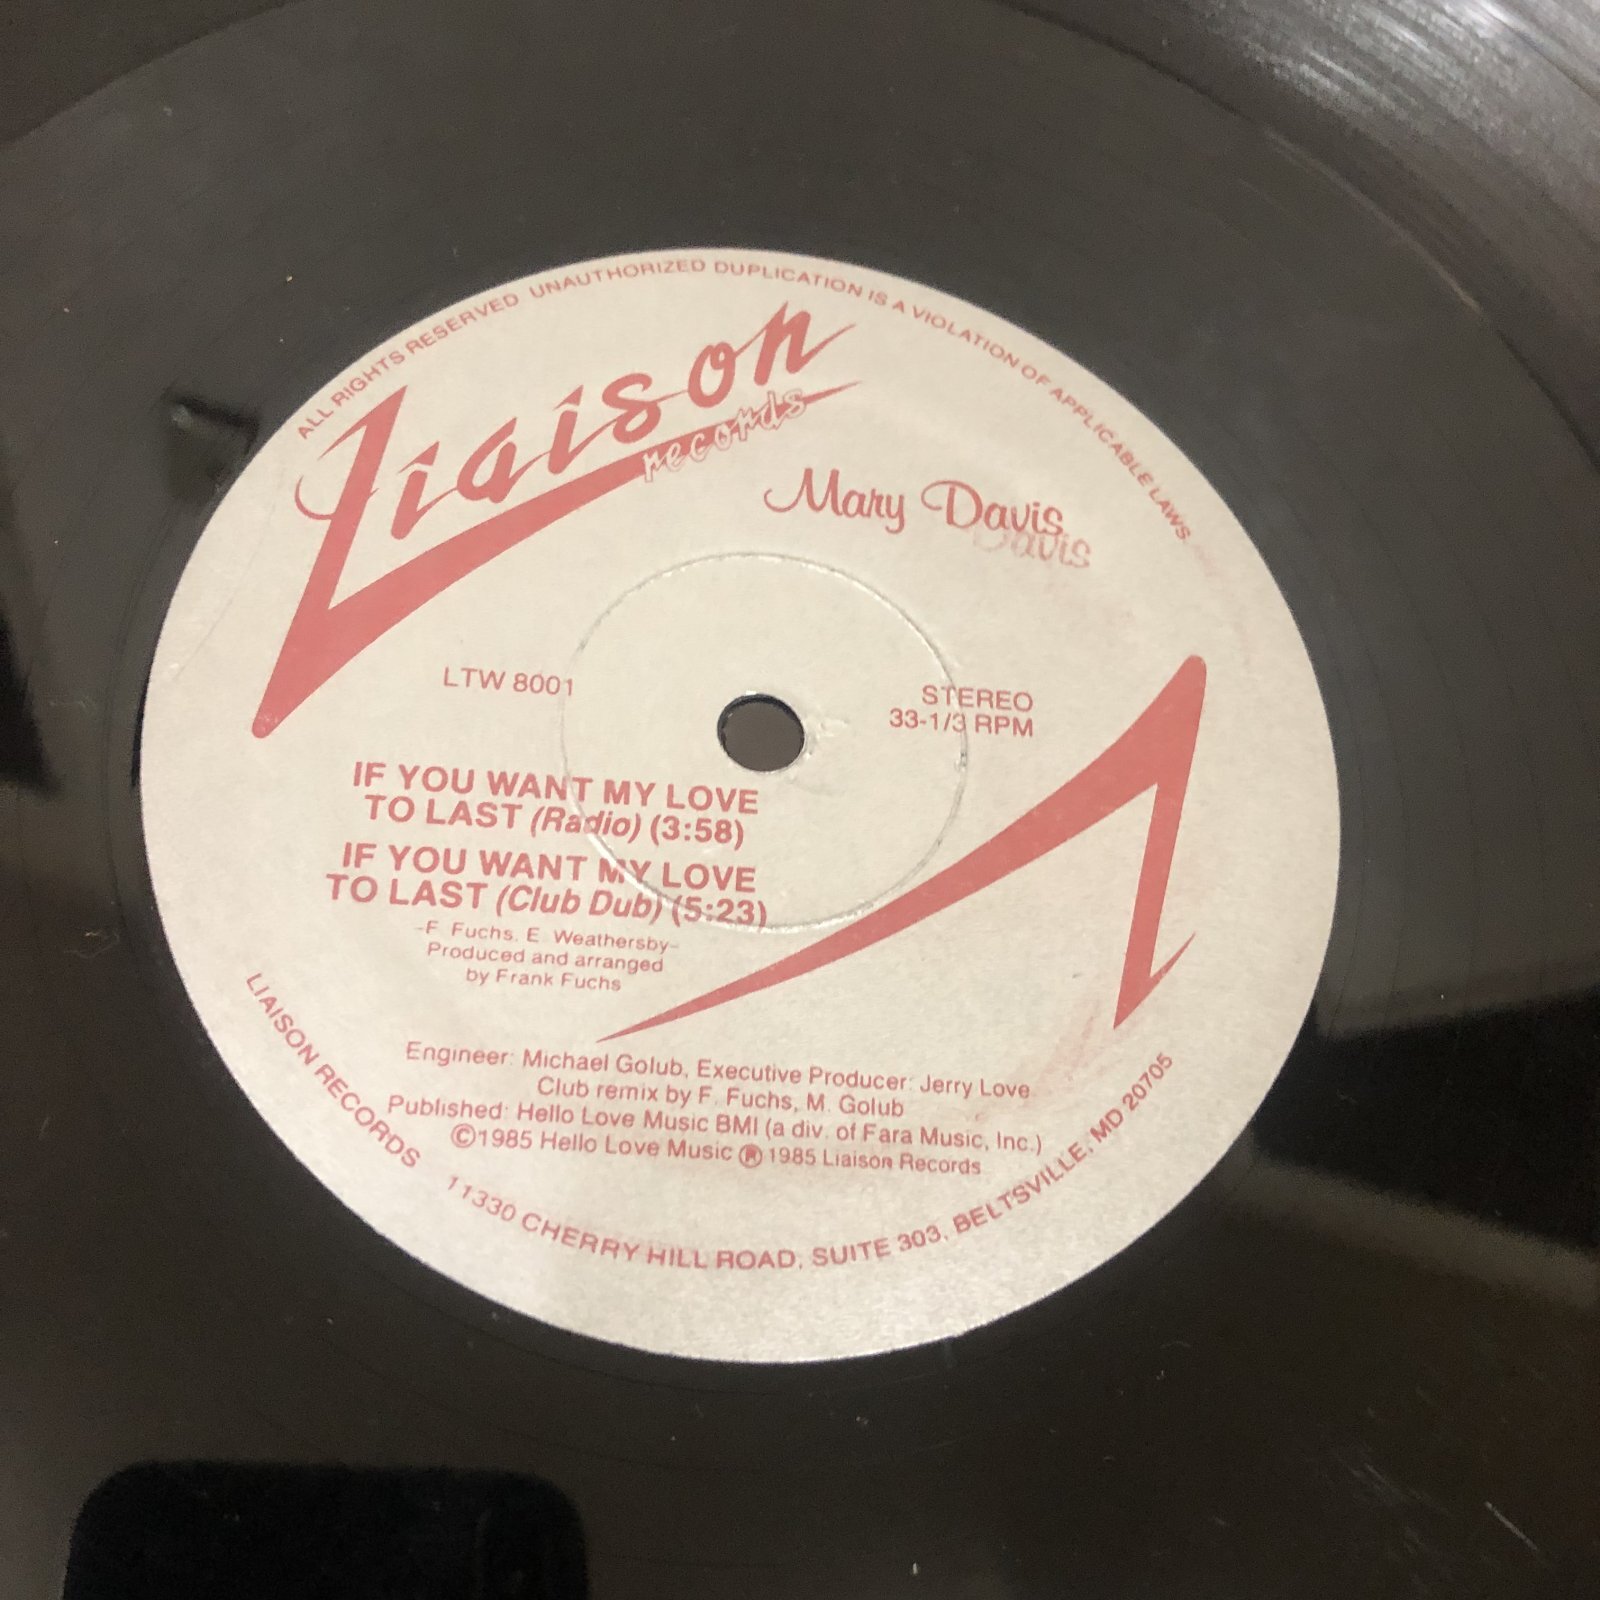 ALL RIGHTS RESERVED UNAUTHORIZED DUPLICATION IS A VIOLATION OF APPLICABLE LAWS
Liaison
records
Mary Davis
Davis
LTW 8001
STEREO
33-1/3 RPM
IF YOU WANT MY LOVE
TO LAST (Radio) (3:58)
IF YOU WANT MY LOVE
TO LAST (Club Dub) (5:23)
-F. Fuchs, E. Weathersby-
Produced and arranged
by Frank Fuchs
Engineer: Michael Golub, Executive Producer: Jerry Love
Club remix by F. Fuchs, M. Golub
Published: Hello Love Music BMI (a div. of Fara Music, Inc.)
©1985 Hello Love Music ℗ 1985 Liaison Records
LIAISON RECORDS 11330 CHERRY HILL ROAD, SUITE 303, BELTSVILLE, MD 20705